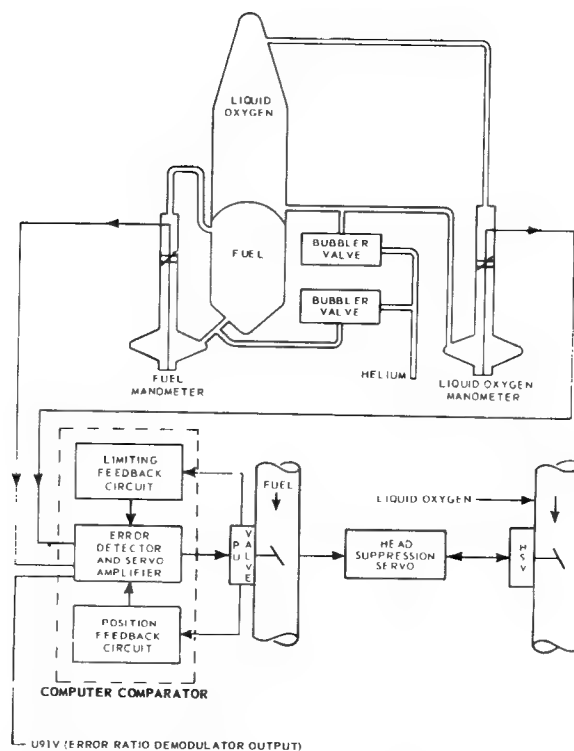 LIQUID
OXYGEN
FUEL
BUBBLER
VALVE
BUBBLER
VALVE
FUEL
MANOMETER
HELIUM
LIQUID OXYGEN
MANOMETER
LIMITING
FEEDBACK
CIRCUIT
FUEL
LIQUID OXYGEN
ERROR
DETECTOR
AND SERVO
AMPLIFIER
PU
VALVE
HEAD
SUPPRESSION
SERVO
HSV
POSITION
FEEDBACK
CIRCUIT
COMPUTER COMPARATOR
U91V (ERROR RATIO DEMODULATOR OUTPUT)